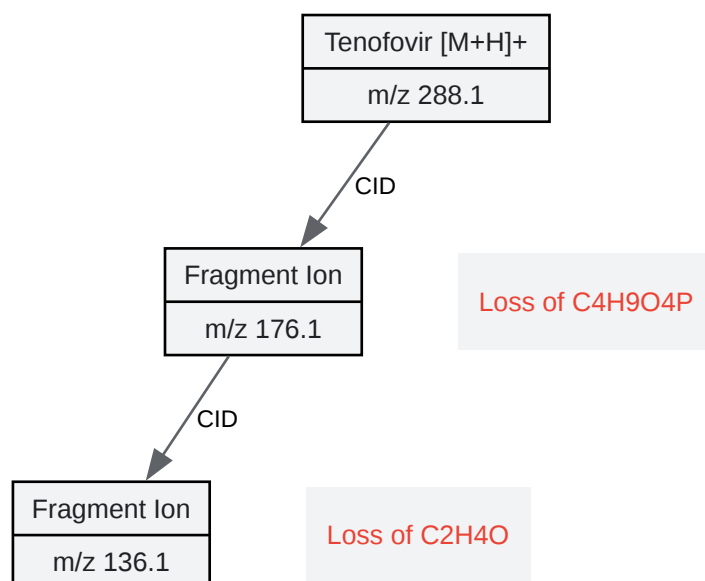 Tenofovir [M+H]+
m/z 288.1
CID
Fragment Ion
m/z 176.1
Loss of C4H9O4P
CID
Fragment Ion
m/z 136.1
Loss of C2H4O